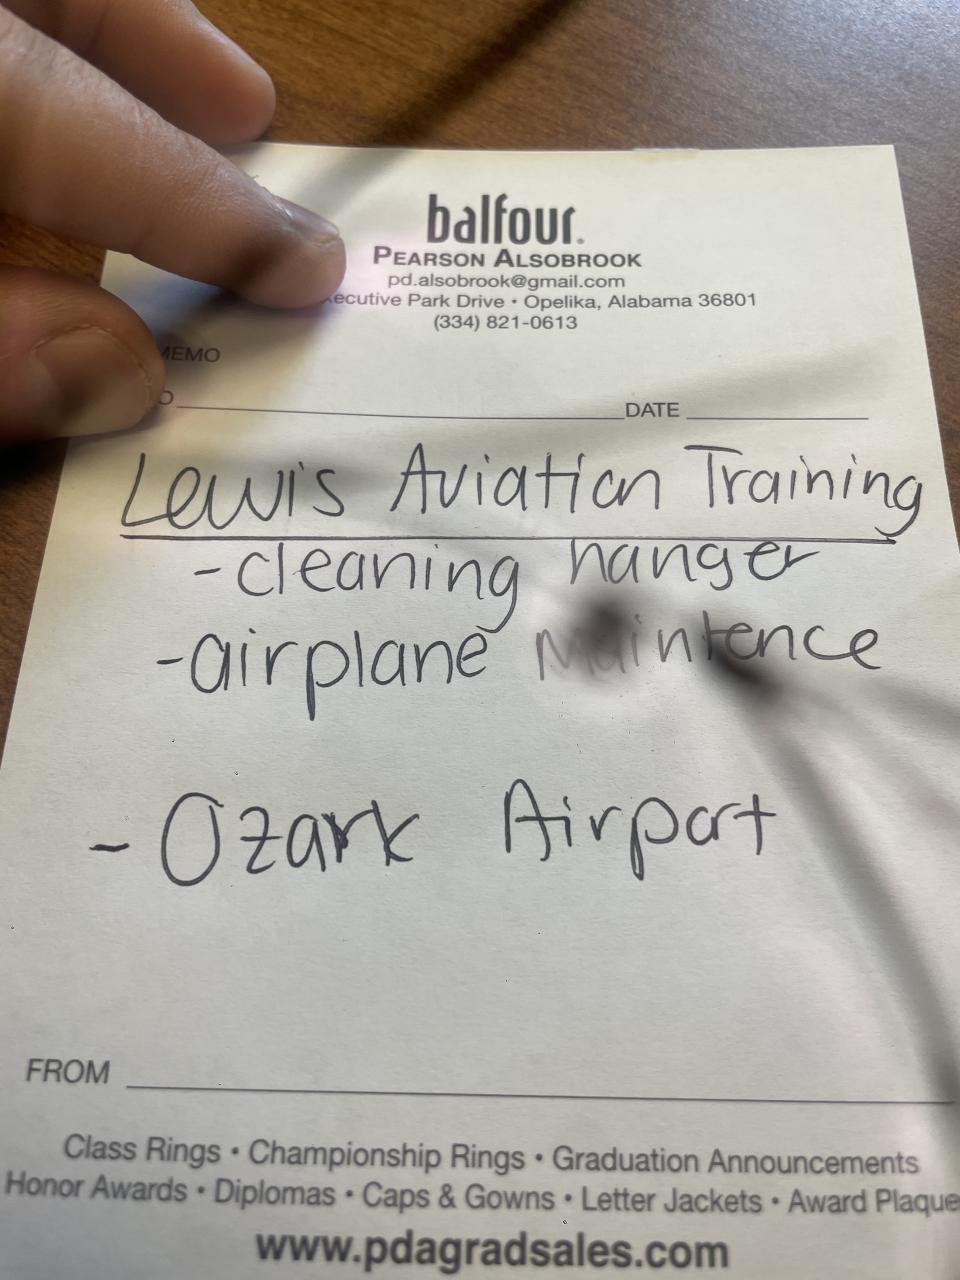 balfour.
PEARSON ALSOBROOK
pd.alsobrook@gmail.com
Park Drive • Opelika, Alabama 36801
(334) 821-0613
MEMO
DATE
Lewis Aviation Training
-cleaning hanger
-airplane Maintence
- Ozark Airport
FROM
Class Rings • Championship Rings • Graduation Announcements
Honor Awards • Diplomas • Caps & Gowns • Letter Jackets • Award Plaque
www.pdagradsales.com